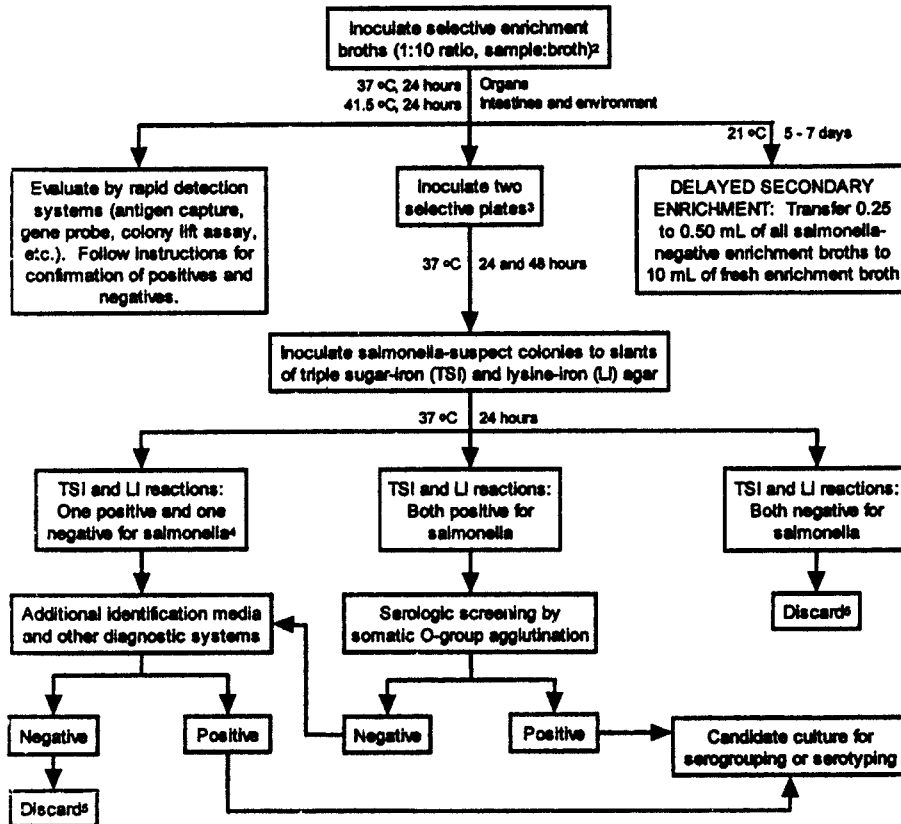 Inoculate selective enrichment
broths (1:10 ratio, sample:broth)²
37 ºC, 24 hours Organs
41.5 ºC, 24 hours Intestines and environment
21 ºC 5 - 7 days
Evaluate by rapid detection
systems (antigen capture,
gene probe, colony lift assay,
etc.). Follow instructions for
confirmation of positives and
negatives.
Inoculate two
selective plates³
DELAYED SECONDARY
ENRICHMENT: Transfer 0.25
to 0.50 mL of all salmonella-
negative enrichment broths to
10 mL of fresh enrichment broth
37 ºC 24 and 48 hours
Inoculate salmonella-suspect colonies to slants
of triple sugar-iron (TSI) and lysine-iron (LI) agar
37 ºC 24 hours
TSI and LI reactions:
One positive and one
negative for salmonella⁴
TSI and LI reactions:
Both positive for
salmonella
TSI and LI reactions:
Both negative for
salmonella
Additional identification media
and other diagnostic systems
Serologic screening by
somatic O-group agglutination
Discard⁵
Negative
Positive
Negative
Positive
Candidate culture for
serogrouping or serotyping
Discard⁵